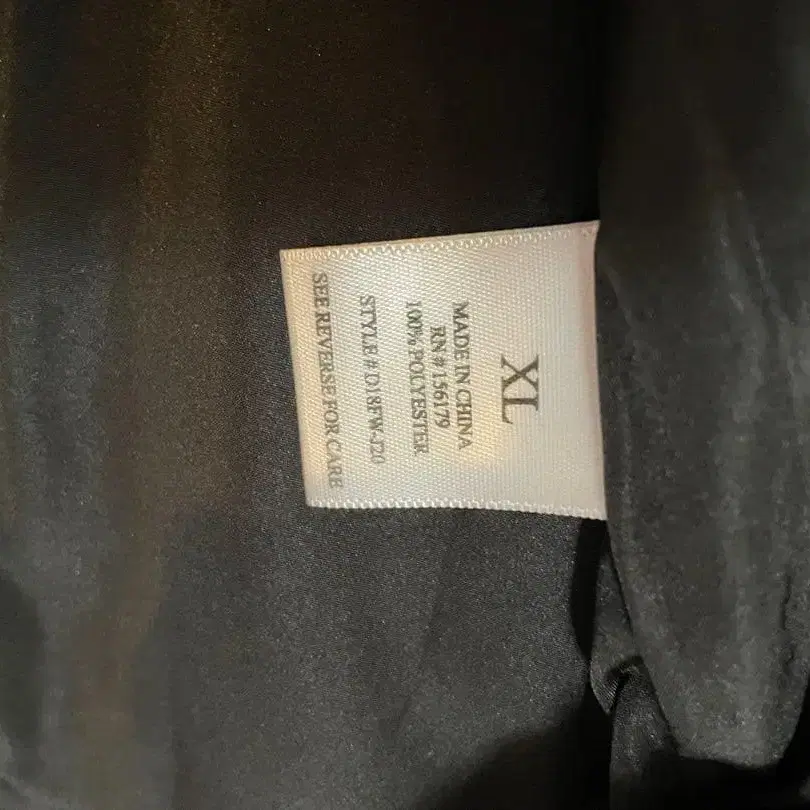 XL
MADE IN CHINA
RN # 156179
100% POLYESTER
STYLE # D18FW-J20
SEE REVERSE FOR CARE